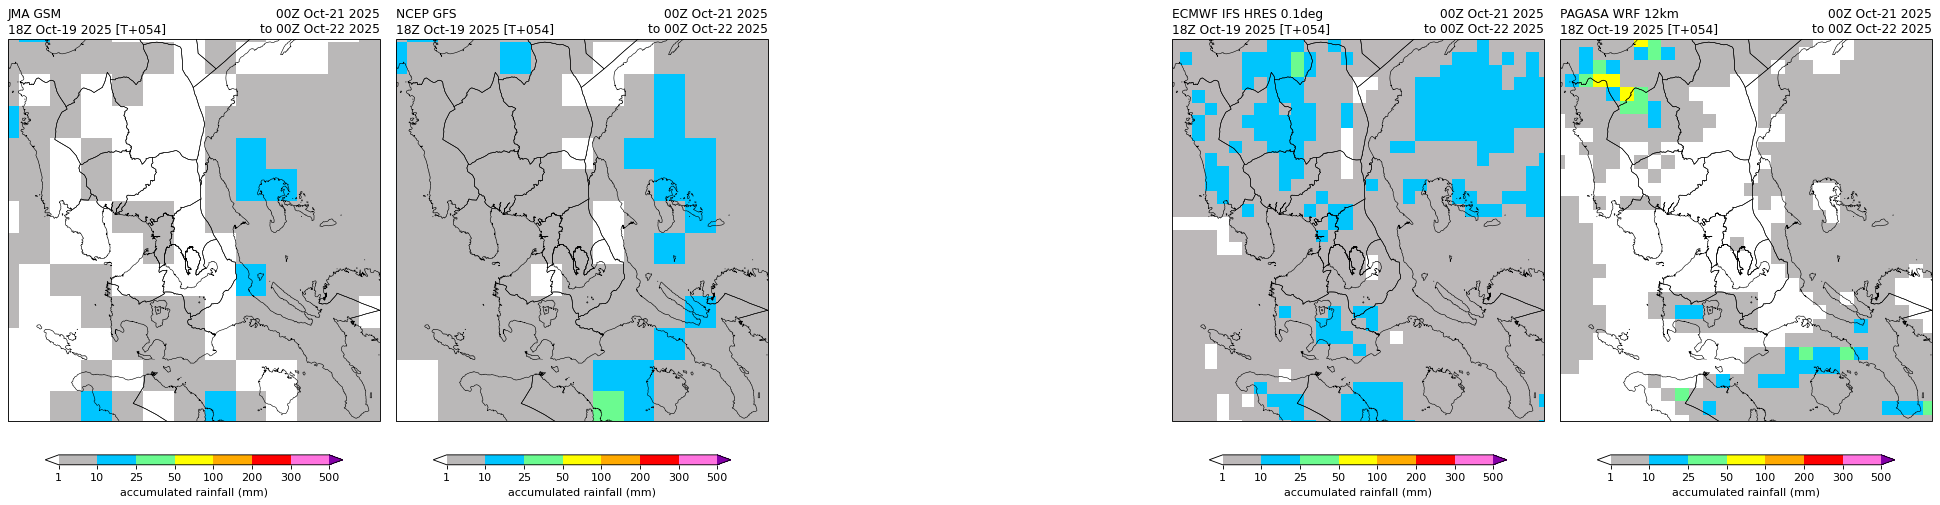 JMA GSM 00Z Oct-21 2025
18Z Oct-19 2025 [T+054] to 00Z Oct-22 2025
1 10 25 50 100 200 300 500
accumulated rainfall (mm)
NCEP GFS 00Z Oct-21 2025
18Z Oct-19 2025 [T+054] to 00Z Oct-22 2025
1 10 25 50 100 200 300 500
accumulated rainfall (mm)
ECMWF IFS HRES 0.1deg 00Z Oct-21 2025
18Z Oct-19 2025 [T+054] to 00Z Oct-22 2025
1 10 25 50 100 200 300 500
accumulated rainfall (mm)
PAGASA WRF 12km 00Z Oct-21 2025
18Z Oct-19 2025 [T+054] to 00Z Oct-22 2025
1 10 25 50 100 200 300 500
accumulated rainfall (mm)